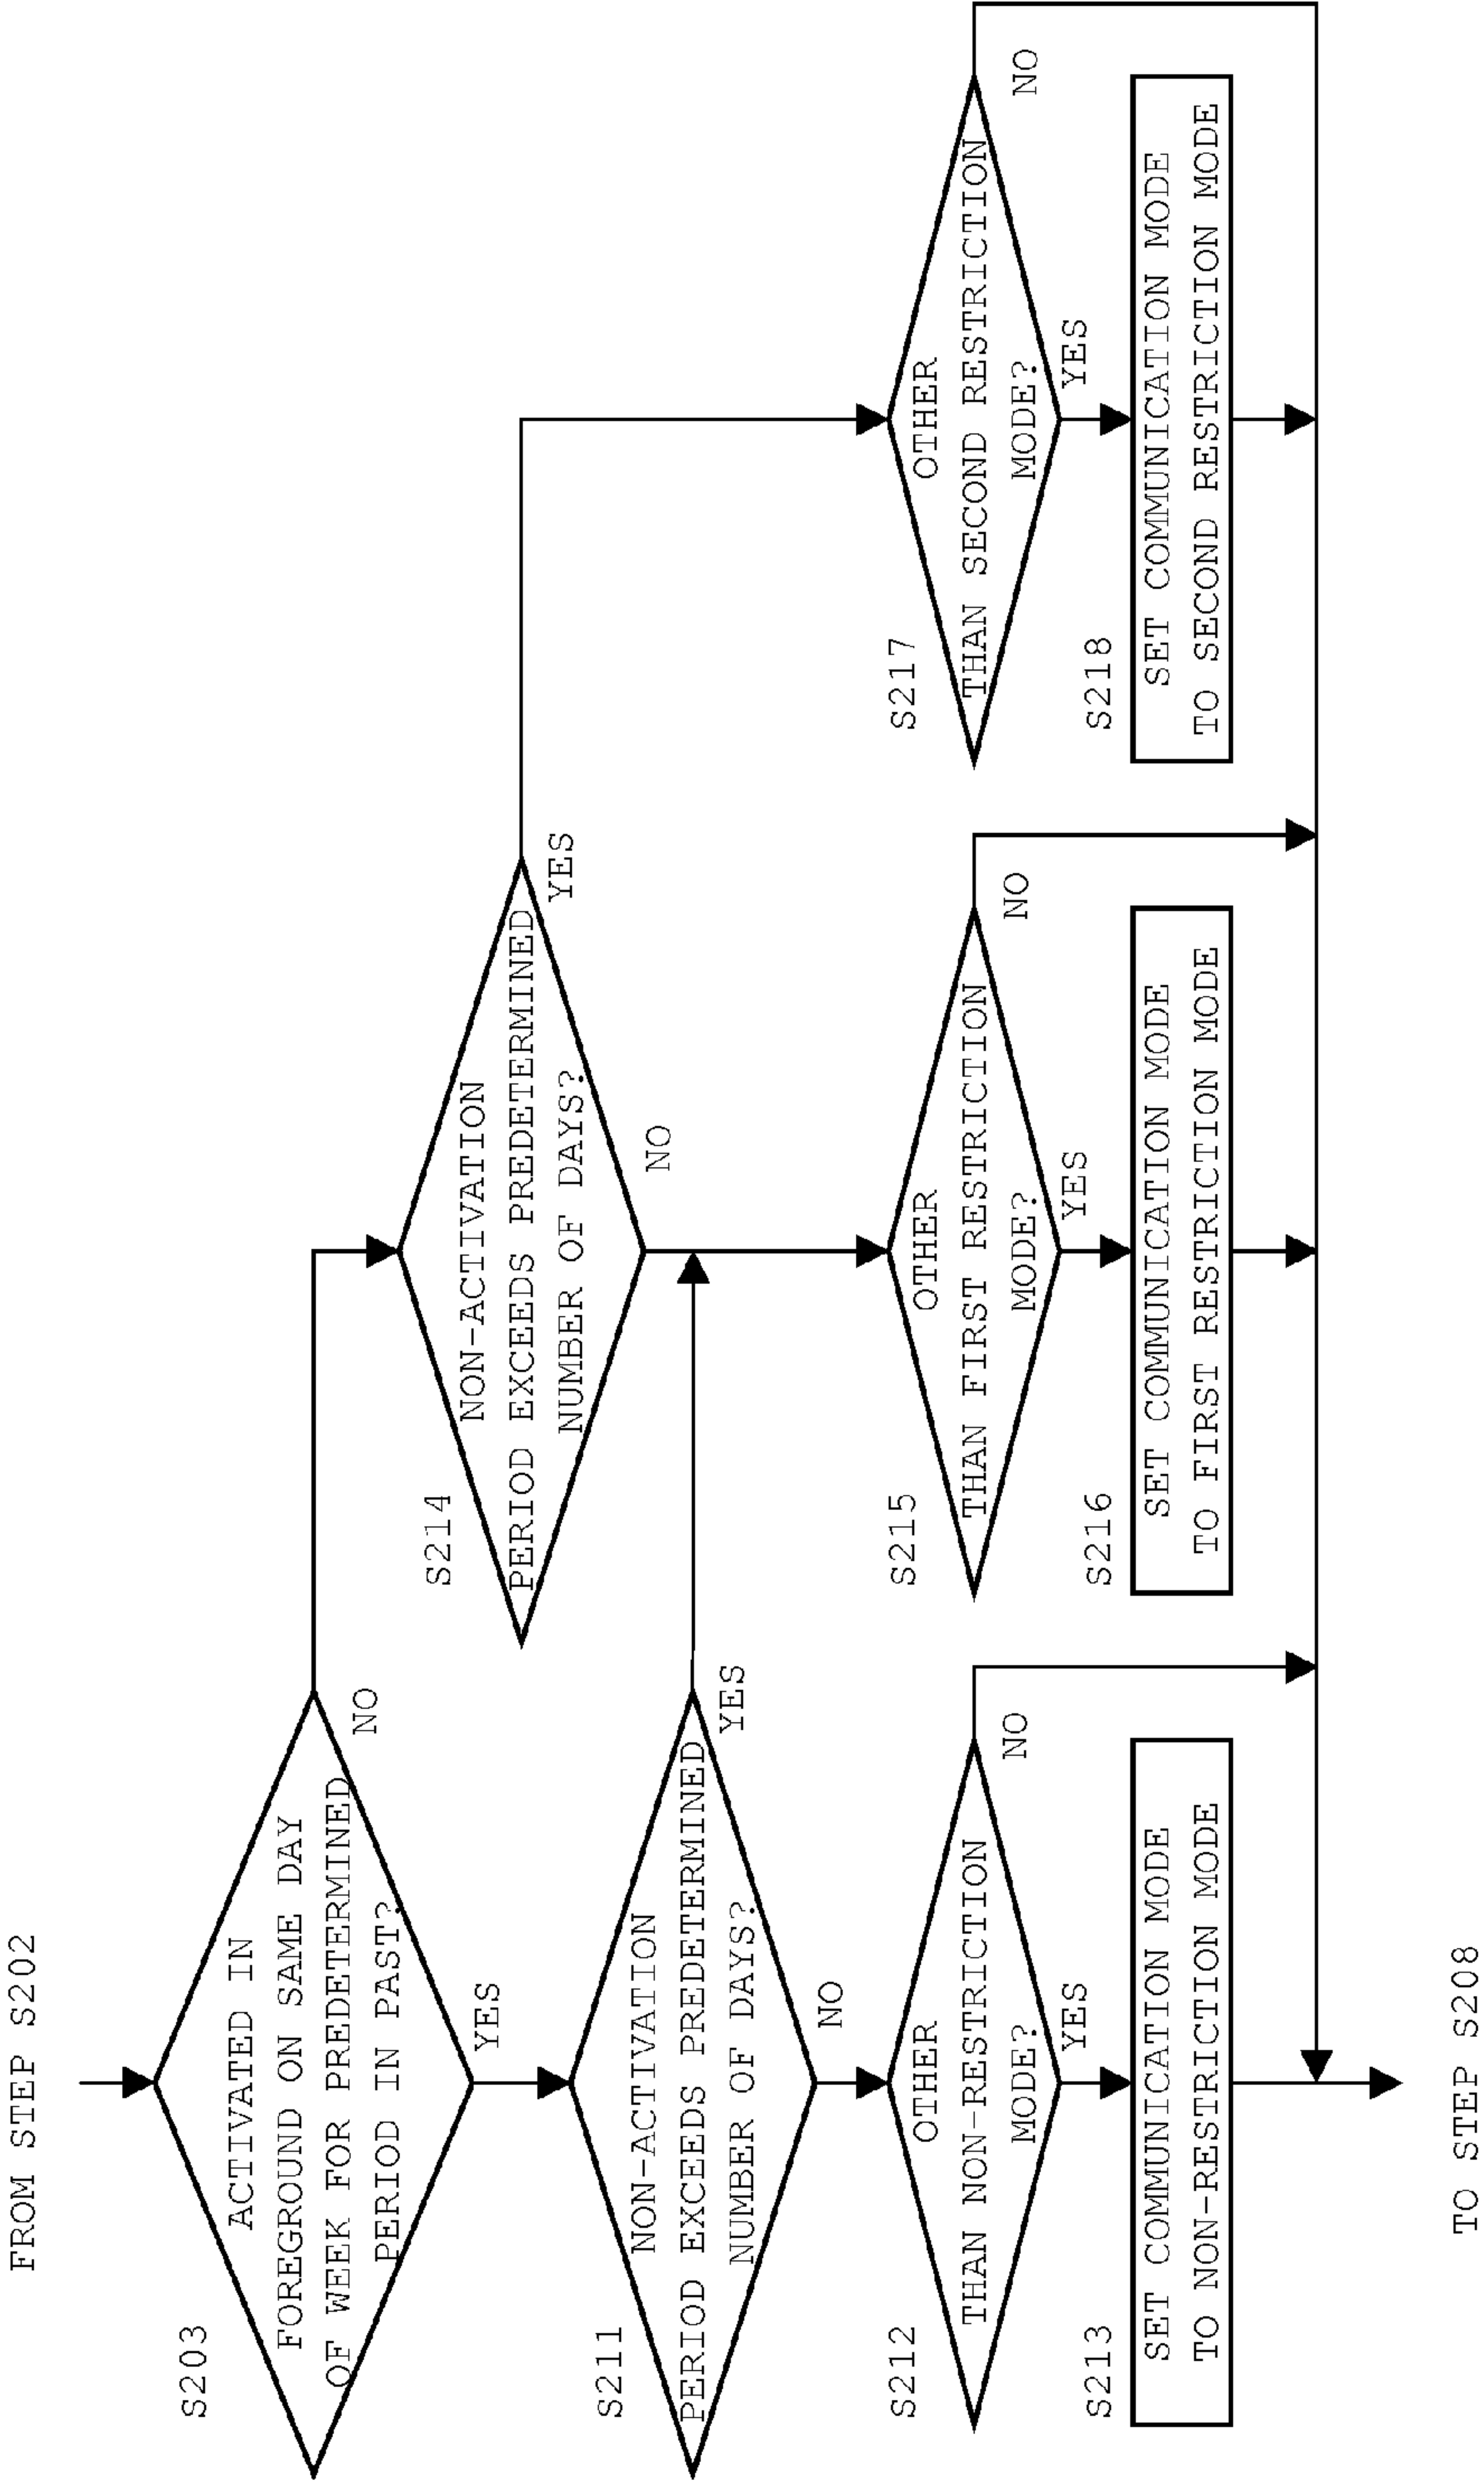 FROM STEP S202
S203
ACTIVATED IN
FOREGROUND ON SAME DAY
OF WEEK FOR PREDETERMINED
PERIOD IN PAST?
NO
YES
S214
NON-ACTIVATION
PERIOD EXCEEDS PREDETERMINED
NUMBER OF DAYS?
YES
NO
S211
NON-ACTIVATION
PERIOD EXCEEDS PREDETERMINED
NUMBER OF DAYS?
YES
NO
S212
OTHER
THAN NON-RESTRICTION
MODE?
NO
YES
S213
SET COMMUNICATION MODE
TO NON-RESTRICTION MODE
S215
OTHER
THAN FIRST RESTRICTION
MODE?
NO
YES
S216
SET COMMUNICATION MODE
TO FIRST RESTRICTION MODE
S217
OTHER
THAN SECOND RESTRICTION
MODE?
NO
YES
S218
SET COMMUNICATION MODE
TO SECOND RESTRICTION MODE
TO STEP S208